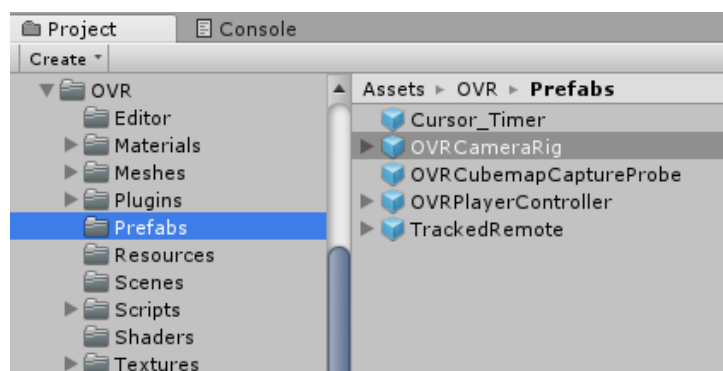 Project
Console
Create
OVR
Editor
Materials
Meshes
Plugins
Prefabs
Resources
Scenes
Scripts
Shaders
Textures
Assets ▸ OVR ▸ Prefabs
Cursor_Timer
OVRCameraRig
OVRCubemapCaptureProbe
OVRPlayerController
TrackedRemote